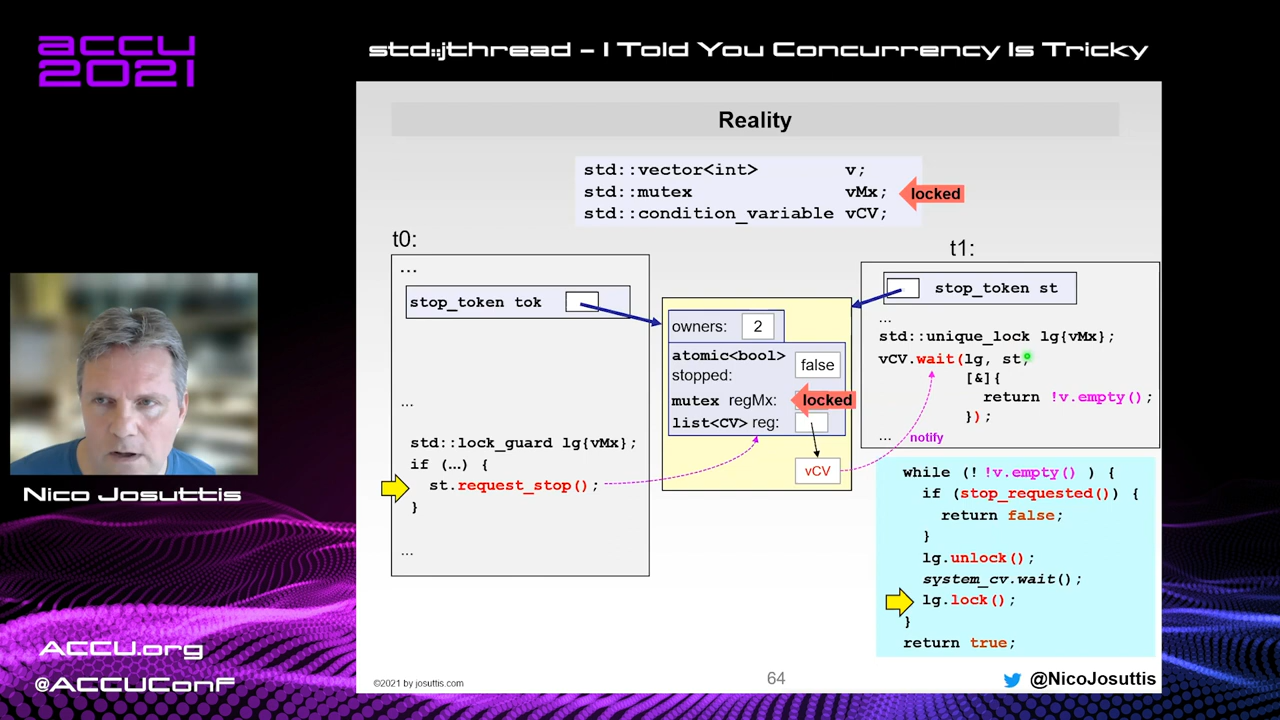 accu
2021
std::jthread – I Told You Concurrency Is Tricky
Reality
std::vector<int> v;
std::mutex vMx;
std::condition_variable vCV;
locked
t0:
t1:
...
stop_token tok
stop_token st
owners: 2
atomic<bool>
stopped:
false
mutex regMx:
locked
list<CV> reg:
vCV
...
std::unique_lock lg{vMx};
vCV.wait(lg, st,
[&]{
return !v.empty();
});
...
notify
...
std::lock_guard lg{vMx};
if (…) {
st.request_stop();
}
...
while (! !v.empty() ) {
if (stop_requested()) {
return false;
}
lg.unlock();
system_cv.wait();
lg.lock();
}
return true;
Nico Josuttis
ACCU.org
@ACCUConf
©2021 by josuttis.com
64
@NicoJosuttis